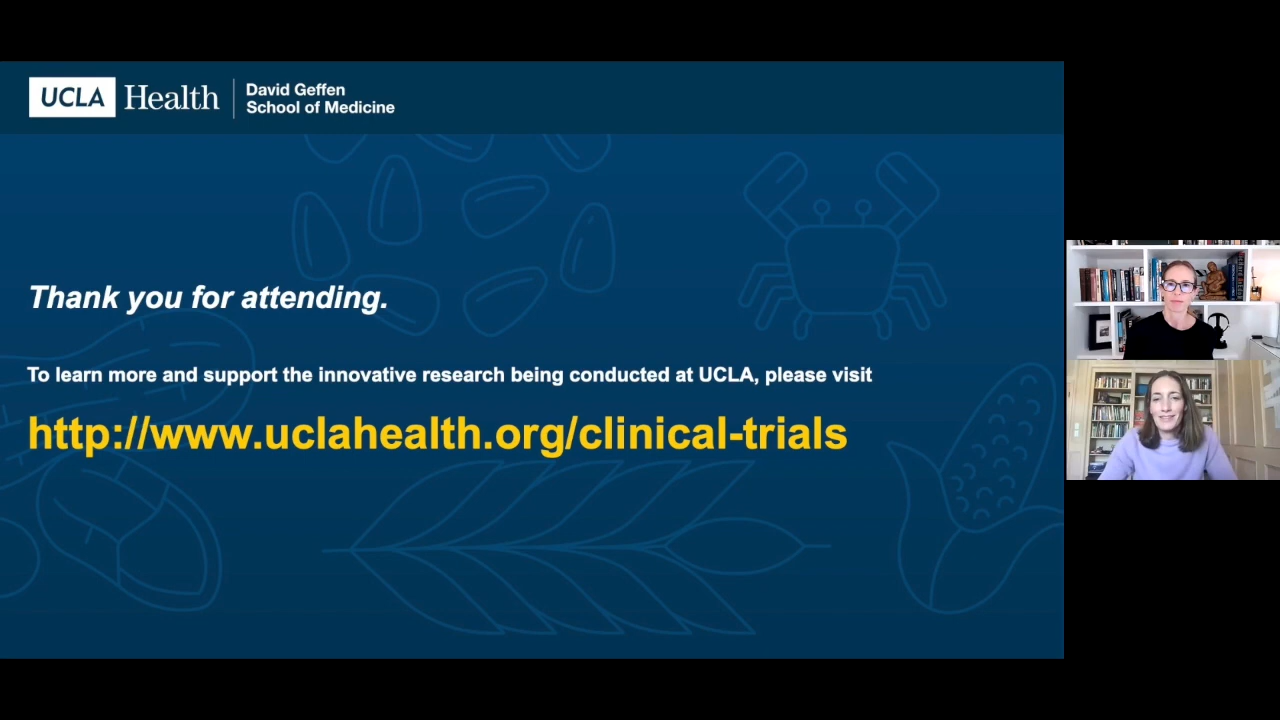 UCLA Health
David Geffen
School of Medicine
Thank you for attending.
To learn more and support the innovative research being conducted at UCLA, please visit
http://www.uclahealth.org/clinical-trials